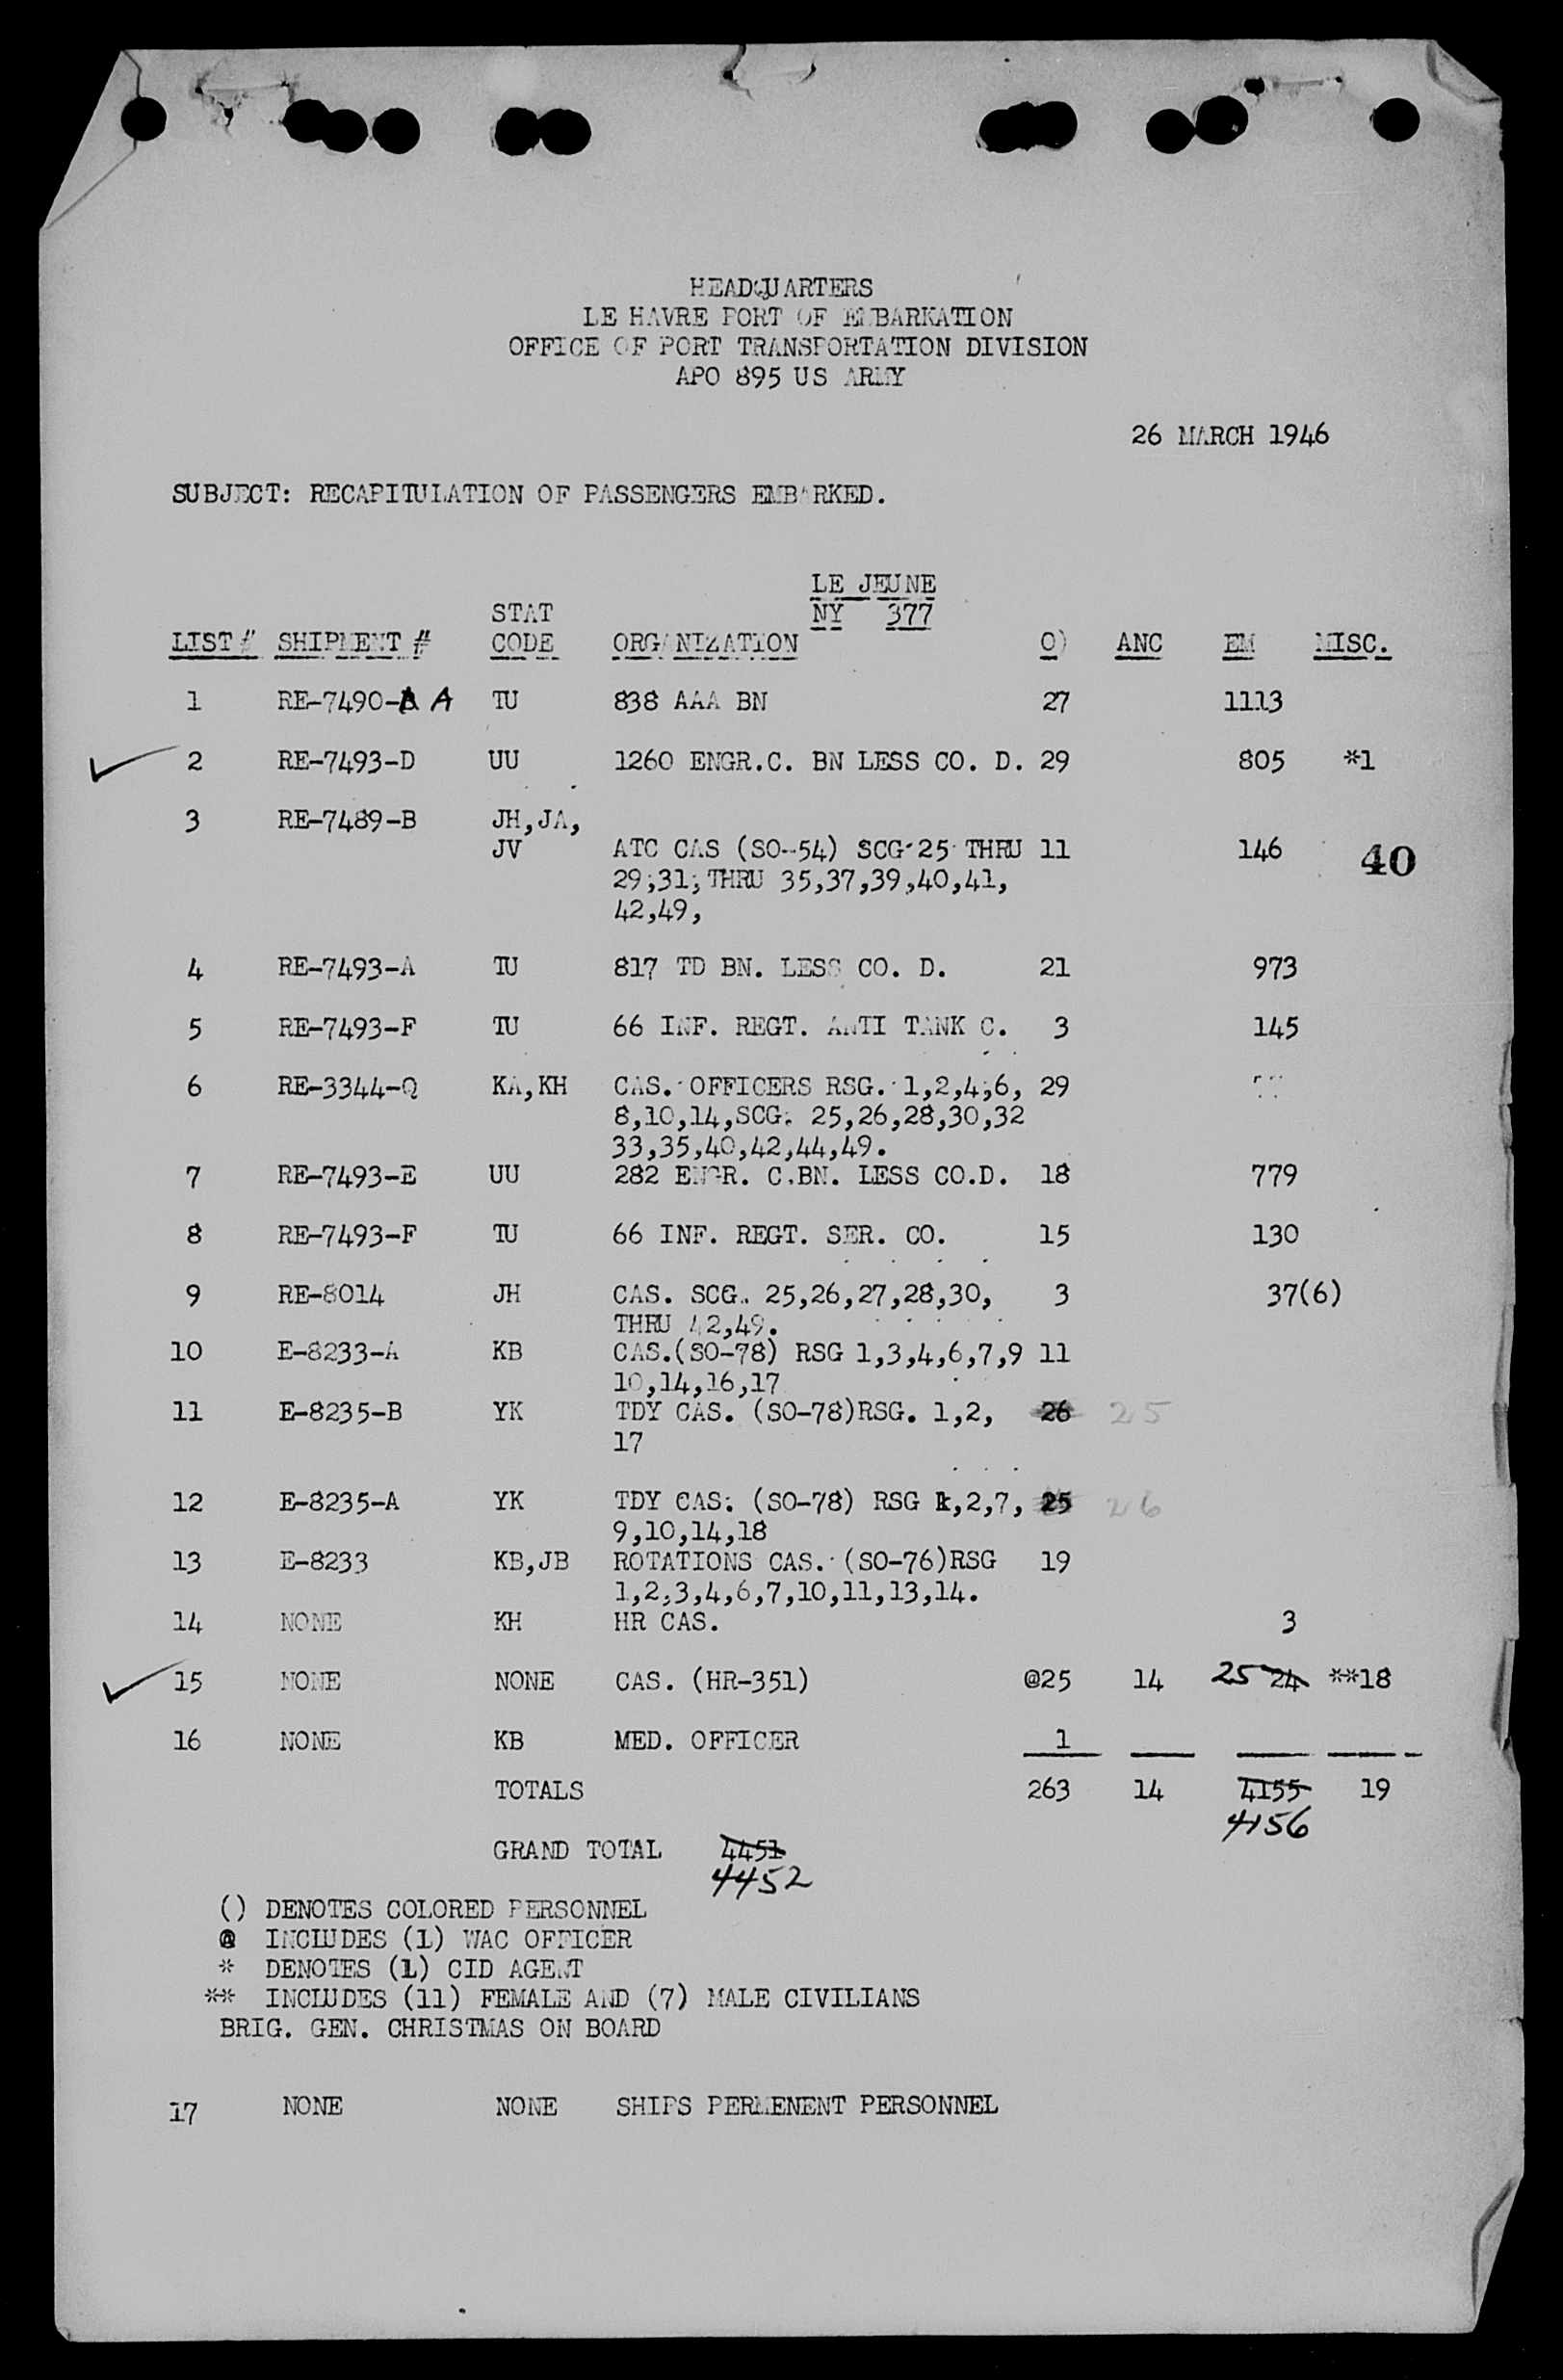 HEADQUARTERS
LE HAVRE PORT OF EMBARKATION
OFFICE OF PORT TRANSPORTATION DIVISION
APO 895 US ARMY
26 MARCH 1946
SUBJECT: RECAPITULATION OF PASSENGERS EMBARKED.
LE JEUNE
STAT NY 377
LIST # SHIPMENT # CODE ORGANIZATION O) ANC EM MISC.
1 RE-7490- A TU 838 AAA BN 27 1113
2 RE-7493-D UU 1260 ENGR.C. BN LESS CO. D. 29 805 *1
3 RE-7489-B JH,JA,
JV ATC CAS (SO-54) SCG 25 THRU 11 146 40
29,31, THRU 35,37,39,40,41,
42,49,
4 RE-7493-A TU 817 TD BN. LESS CO. D. 21 973
5 RE-7493-F TU 66 INF. REGT. ANTI TANK C. 3 145
6 RE-3344-Q KA,KH CAS. OFFICERS RSG. 1,2,4,6, 29
8,10,14,SCG. 25,26,28,30,32
33,35,40,42,44,49.
7 RE-7493-E UU 282 ENGR. C.BN. LESS CO.D. 18 779
8 RE-7493-F TU 66 INF. REGT. SER. CO. 15 130
9 RE-8014 JH CAS. SCG. 25,26,27,28,30, 3 37(6)
THRU 42,49.
10 E-8233-A KB CAS.(SO-78) RSG 1,3,4,6,7,9 11
10,14,16,17
11 E-8235-B YK TDY CAS. (SO-78)RSG. 1,2, 26 25
17
12 E-8235-A YK TDY CAS. (SO-78) RSG 1,2,7, 25 26
9,10,14,18
13 E-8233 KB,JB ROTATIONS CAS. (SO-76)RSG 19
1,2,3,4,6,7,10,11,13,14.
14 NONE KH HR CAS. 3
15 NONE NONE CAS. (HR-351) @25 14 25 24 **18
16 NONE KB MED. OFFICER 1
TOTALS 263 14 4155 19
4156
GRAND TOTAL 4451
4452
() DENOTES COLORED PERSONNEL
@ INCLUDES (1) WAC OFFICER
* DENOTES (1) CID AGENT
** INCLUDES (11) FEMALE AND (7) MALE CIVILIANS
BRIG. GEN. CHRISTMAS ON BOARD
17 NONE NONE SHIPS PERMENENT PERSONNEL